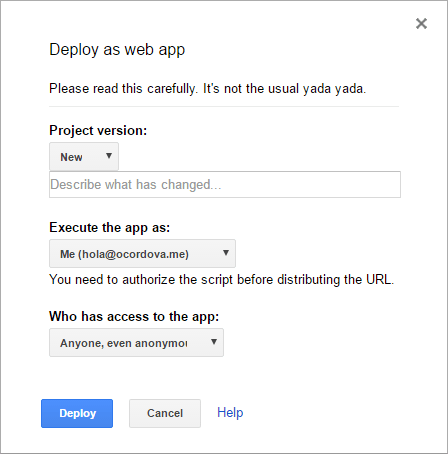 Deploy as web app
Please read this carefully. It's not the usual yada yada.
Project version:
New
Describe what has changed...
Execute the app as:
Me (hola@ocordova.me)
You need to authorize the script before distributing the URL.
Who has access to the app:
Anyone, even anonymou
Deploy Cancel Help